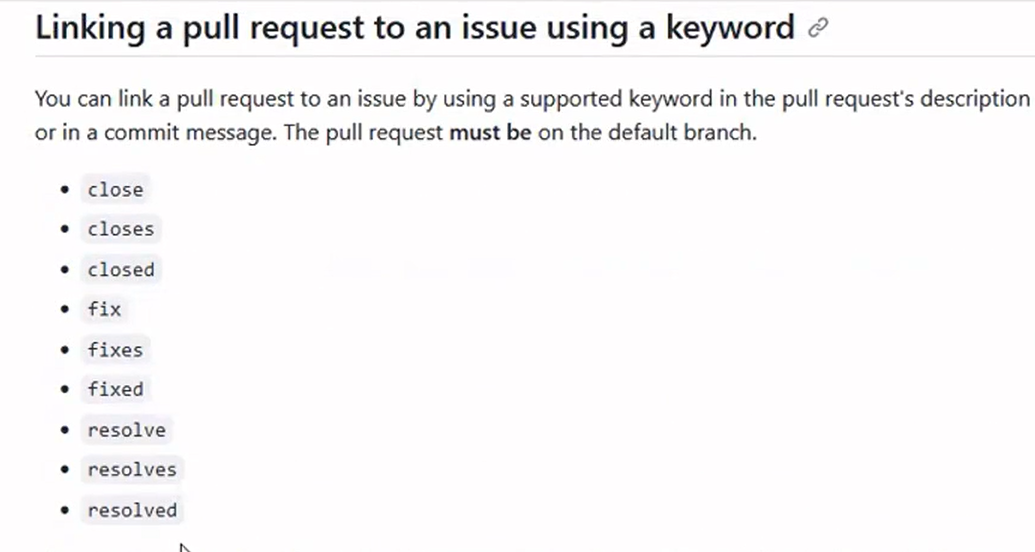 Linking a pull request to an issue using a keyword
You can link a pull request to an issue by using a supported keyword in the pull request's description
or in a commit message. The pull request must be on the default branch.
close
closes
closed
fix
fixes
fixed
resolve
resolves
resolved